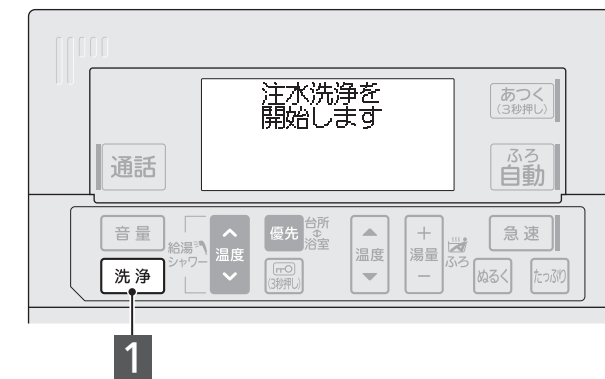 注水洗浄を
開始します
あつく
(3秒押し)
通話
ふろ
自動
音量
給湯
シャワー
温度
優先
台所
浴室
温度
湯量
ふろ
急速
洗浄
(3秒押し)
ぬるく
たっぷり
1